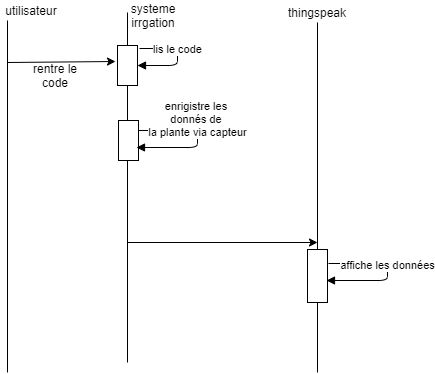 utilisateur
systeme
irrgation
thingspeak
lis le code
rentre le
code
enrigistre les
donnés de
la plante via capteur
affiche les données